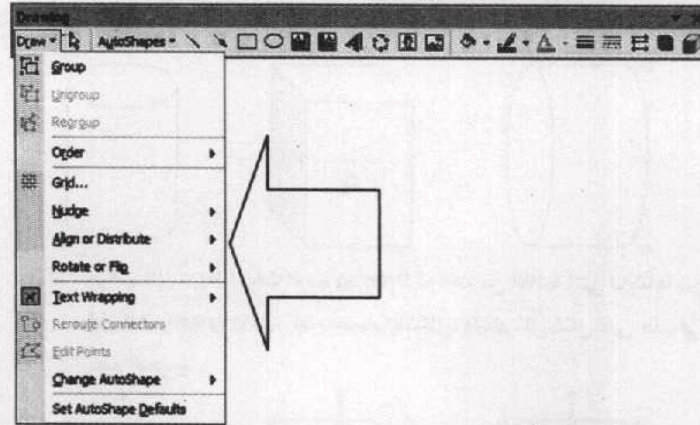 Drawing
Draw AutoShapes
Group
Ungroup
Regroup
Order
Grid...
Nudge
Align or Distribute
Rotate or Flip
Text Wrapping
Reroute Connectors
Edit Points
Change AutoShape
Set AutoShape Defaults